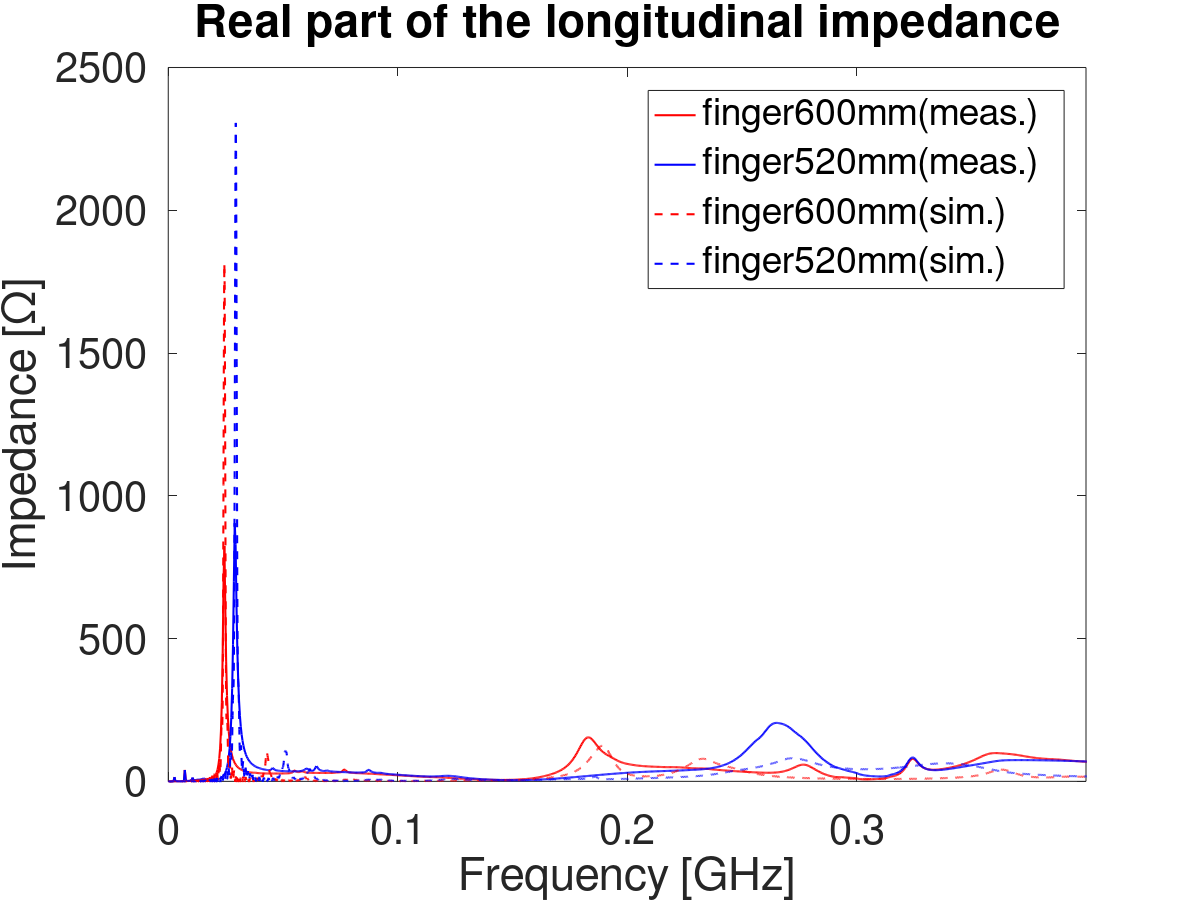 Real part of the longitudinal impedance
2500
2000
1500
1000
500
0
Impedance [Ω]
finger600mm(meas.)
finger520mm(meas.)
finger600mm(sim.)
finger520mm(sim.)
0 0.1 0.2 0.3
Frequency [GHz]